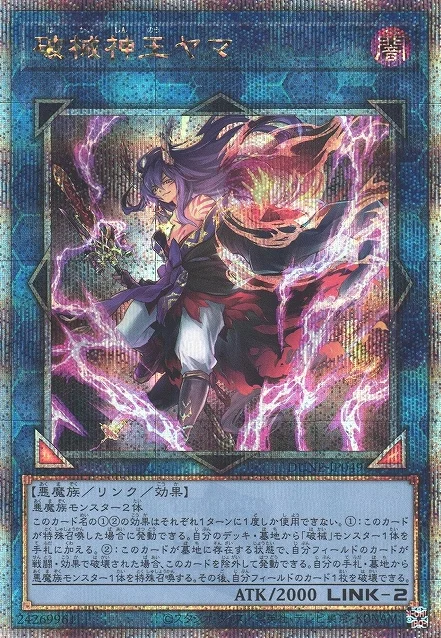 破械神王ヤマ
闇
【悪魔族／リンク／効果】
悪魔族モンスター２体
このカード名の①②の効果はそれぞれ１ターンに１度しか使用できない。①：このカード
が特殊召喚した場合に発動できる。自分のデッキ・墓地から「破械」モンスター１体を
手札に加える。②：このカードが墓地に存在する状態で、自分フィールドのカードが
戦闘・効果で破壊された場合、このカードを除外して発動できる。自分の手札・墓地から
悪魔族モンスター１体を特殊召喚する。その後、自分フィールドのカード１枚を破壊できる。
ATK/2000 LINK-2